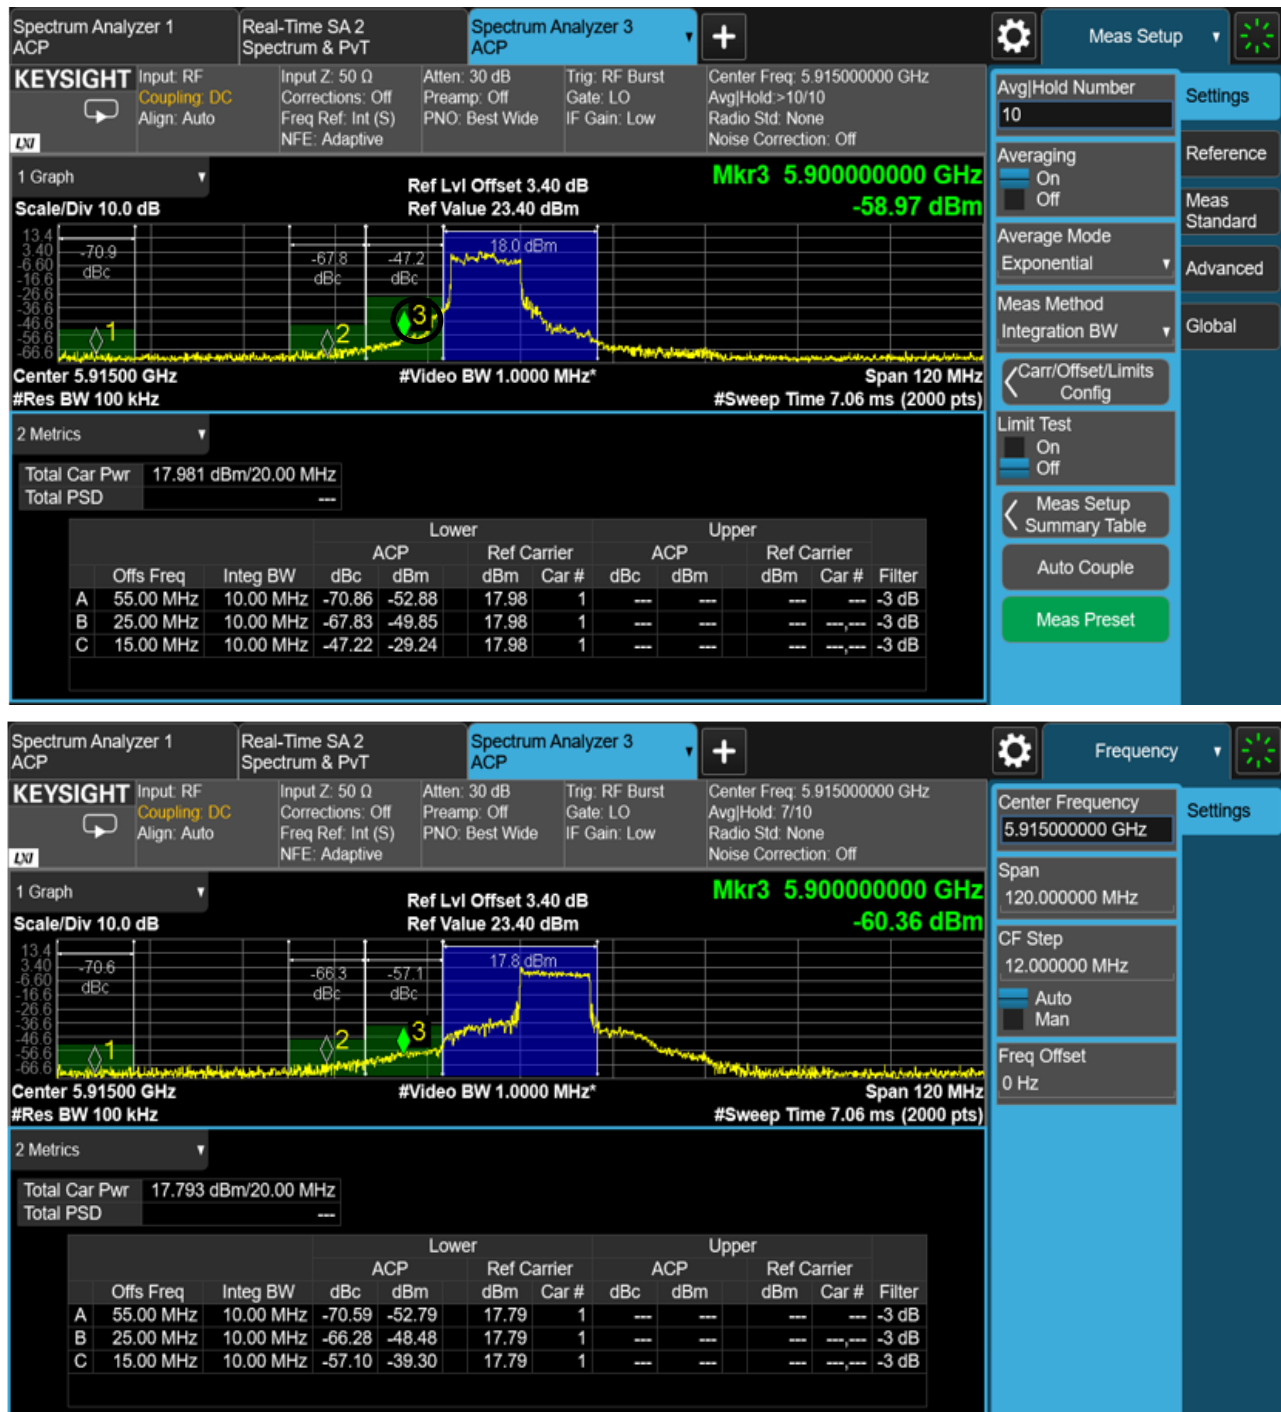 Spectrum Analyzer 1
ACP
Real-Time SA 2
Spectrum & PvT
Spectrum Analyzer 3
ACP
Meas Setup
KEYSIGHT
Input: RF
Coupling: DC
Align: Auto
LXI
Input Z: 50 Ω
Corrections: Off
Freq Ref: Int (S)
NFE: Adaptive
Atten: 30 dB
Preamp: Off
PNO: Best Wide
Trig: RF Burst
Gate: LO
IF Gain: Low
Center Freq: 5.915000000 GHz
Avg|Hold:>10/10
Radio Std: None
Noise Correction: Off
1 Graph
Scale/Div 10.0 dB
Ref Lvl Offset 3.40 dB
Ref Value 23.40 dBm
Mkr3 5.900000000 GHz
-58.97 dBm
13.4
3.40
-6.60
-16.6
-26.6
-36.6
-46.6
-56.6
-66.6
-70.9
dBc
-67.8
dBc
-47.2
dBc
18.0 dBm
1
2
3
Center 5.91500 GHz
#Video BW 1.0000 MHz*
Span 120 MHz
#Res BW 100 kHz
#Sweep Time 7.06 ms (2000 pts)
2 Metrics
Total Car Pwr 17.981 dBm/20.00 MHz
Total PSD ---
Lower Upper
ACP Ref Carrier ACP Ref Carrier
Offs Freq Integ BW dBc dBm dBm Car # dBc dBm dBm Car # Filter
A 55.00 MHz 10.00 MHz -70.86 -52.88 17.98 1 --- --- --- --- -3 dB
B 25.00 MHz 10.00 MHz -67.83 -49.85 17.98 1 --- --- --- ---,--- -3 dB
C 15.00 MHz 10.00 MHz -47.22 -29.24 17.98 1 --- --- --- ---,--- -3 dB
Avg|Hold Number
10
Averaging
On
Off
Average Mode
Exponential
Meas Method
Integration BW
Carr/Offset/Limits
Config
Limit Test
On
Off
Meas Setup
Summary Table
Auto Couple
Meas Preset
Settings
Reference
Meas
Standard
Advanced
Global
Spectrum Analyzer 1
ACP
Real-Time SA 2
Spectrum & PvT
Spectrum Analyzer 3
ACP
Frequency
KEYSIGHT
Input: RF
Coupling: DC
Align: Auto
LXI
Input Z: 50 Ω
Corrections: Off
Freq Ref: Int (S)
NFE: Adaptive
Atten: 30 dB
Preamp: Off
PNO: Best Wide
Trig: RF Burst
Gate: LO
IF Gain: Low
Center Freq: 5.915000000 GHz
Avg|Hold: 7/10
Radio Std: None
Noise Correction: Off
1 Graph
Scale/Div 10.0 dB
Ref Lvl Offset 3.40 dB
Ref Value 23.40 dBm
Mkr3 5.900000000 GHz
-60.36 dBm
13.4
3.40
-6.60
-16.6
-26.6
-36.6
-46.6
-56.6
-66.6
-70.6
dBc
-66.3
dBc
-57.1
dBc
17.8 dBm
1
2
3
Center 5.91500 GHz
#Video BW 1.0000 MHz*
Span 120 MHz
#Res BW 100 kHz
#Sweep Time 7.06 ms (2000 pts)
2 Metrics
Total Car Pwr 17.793 dBm/20.00 MHz
Total PSD ---
Lower Upper
ACP Ref Carrier ACP Ref Carrier
Offs Freq Integ BW dBc dBm dBm Car # dBc dBm dBm Car # Filter
A 55.00 MHz 10.00 MHz -70.59 -52.79 17.79 1 --- --- --- --- -3 dB
B 25.00 MHz 10.00 MHz -66.28 -48.48 17.79 1 --- --- --- ---,--- -3 dB
C 15.00 MHz 10.00 MHz -57.10 -39.30 17.79 1 --- --- --- ---,--- -3 dB
Center Frequency
5.915000000 GHz
Span
120.000000 MHz
CF Step
12.000000 MHz
Auto
Man
Freq Offset
0 Hz
Settings